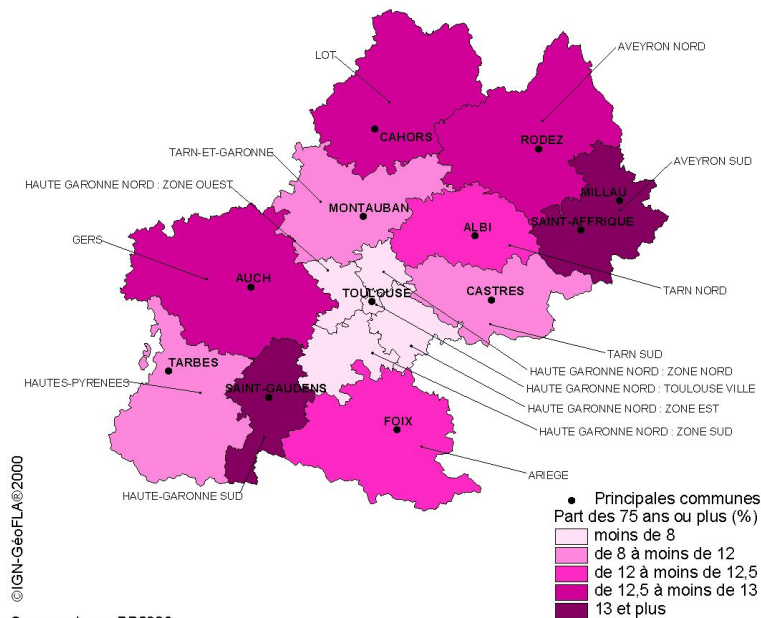 AVEYRON NORD
LOT
CAHORS
RODEZ
TARN-ET-GARONNE
AVEYRON SUD
HAUTE GARONNE NORD : ZONE OUEST
MILLAU
MONTAUBAN
SAINT-AFFRIQUE
ALBI
GERS
AUCH
TOULOUSE
CASTRES
TARN NORD
TARN SUD
TARBES
HAUTE GARONNE NORD : ZONE NORD
HAUTES-PYRENEES
SAINT-GAUDENS
HAUTE GARONNE NORD : TOULOUSE VILLE
HAUTE GARONNE NORD : ZONE EST
FOIX
HAUTE GARONNE NORD : ZONE SUD
ARIEGE
HAUTE-GARONNE SUD
©IGN-GéoFLA®2000
Principales communes
Part des 75 ans ou plus (%)
moins de 8
de 8 à moins de 12
de 12 à moins de 12,5
de 12,5 à moins de 13
13 et plus